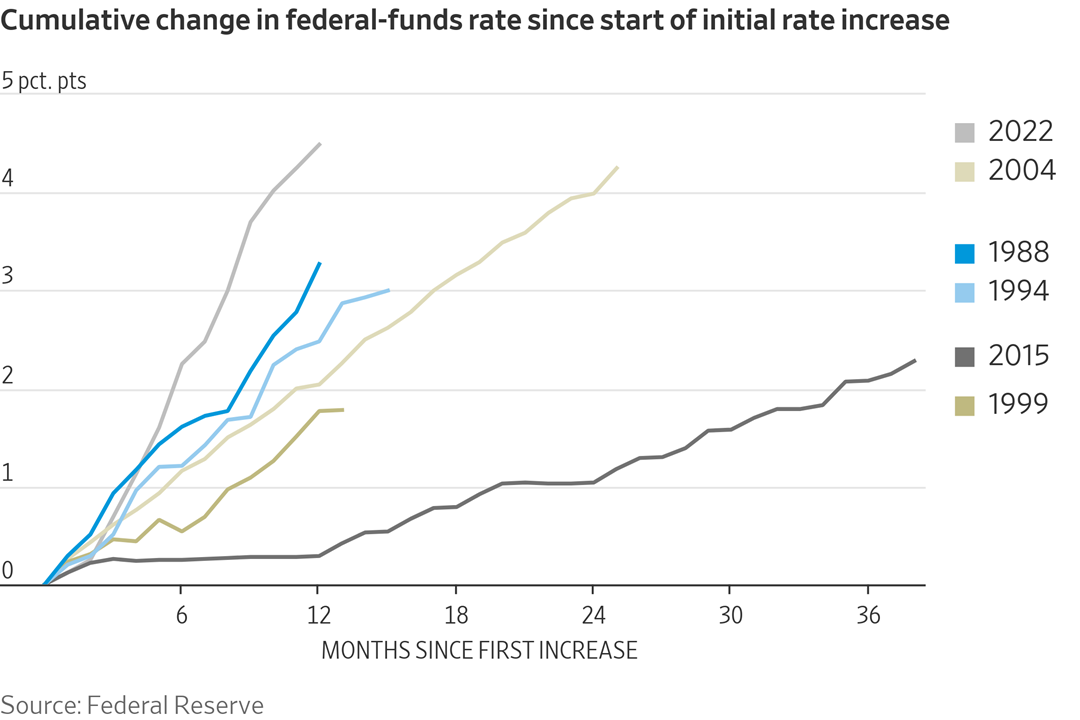 Cumulative change in federal-funds rate since start of initial rate increase
5 pct. pts
4
3
2
1
0
6 12 18 24 30 36
MONTHS SINCE FIRST INCREASE
2022
2004
1988
1994
2015
1999
Source: Federal Reserve